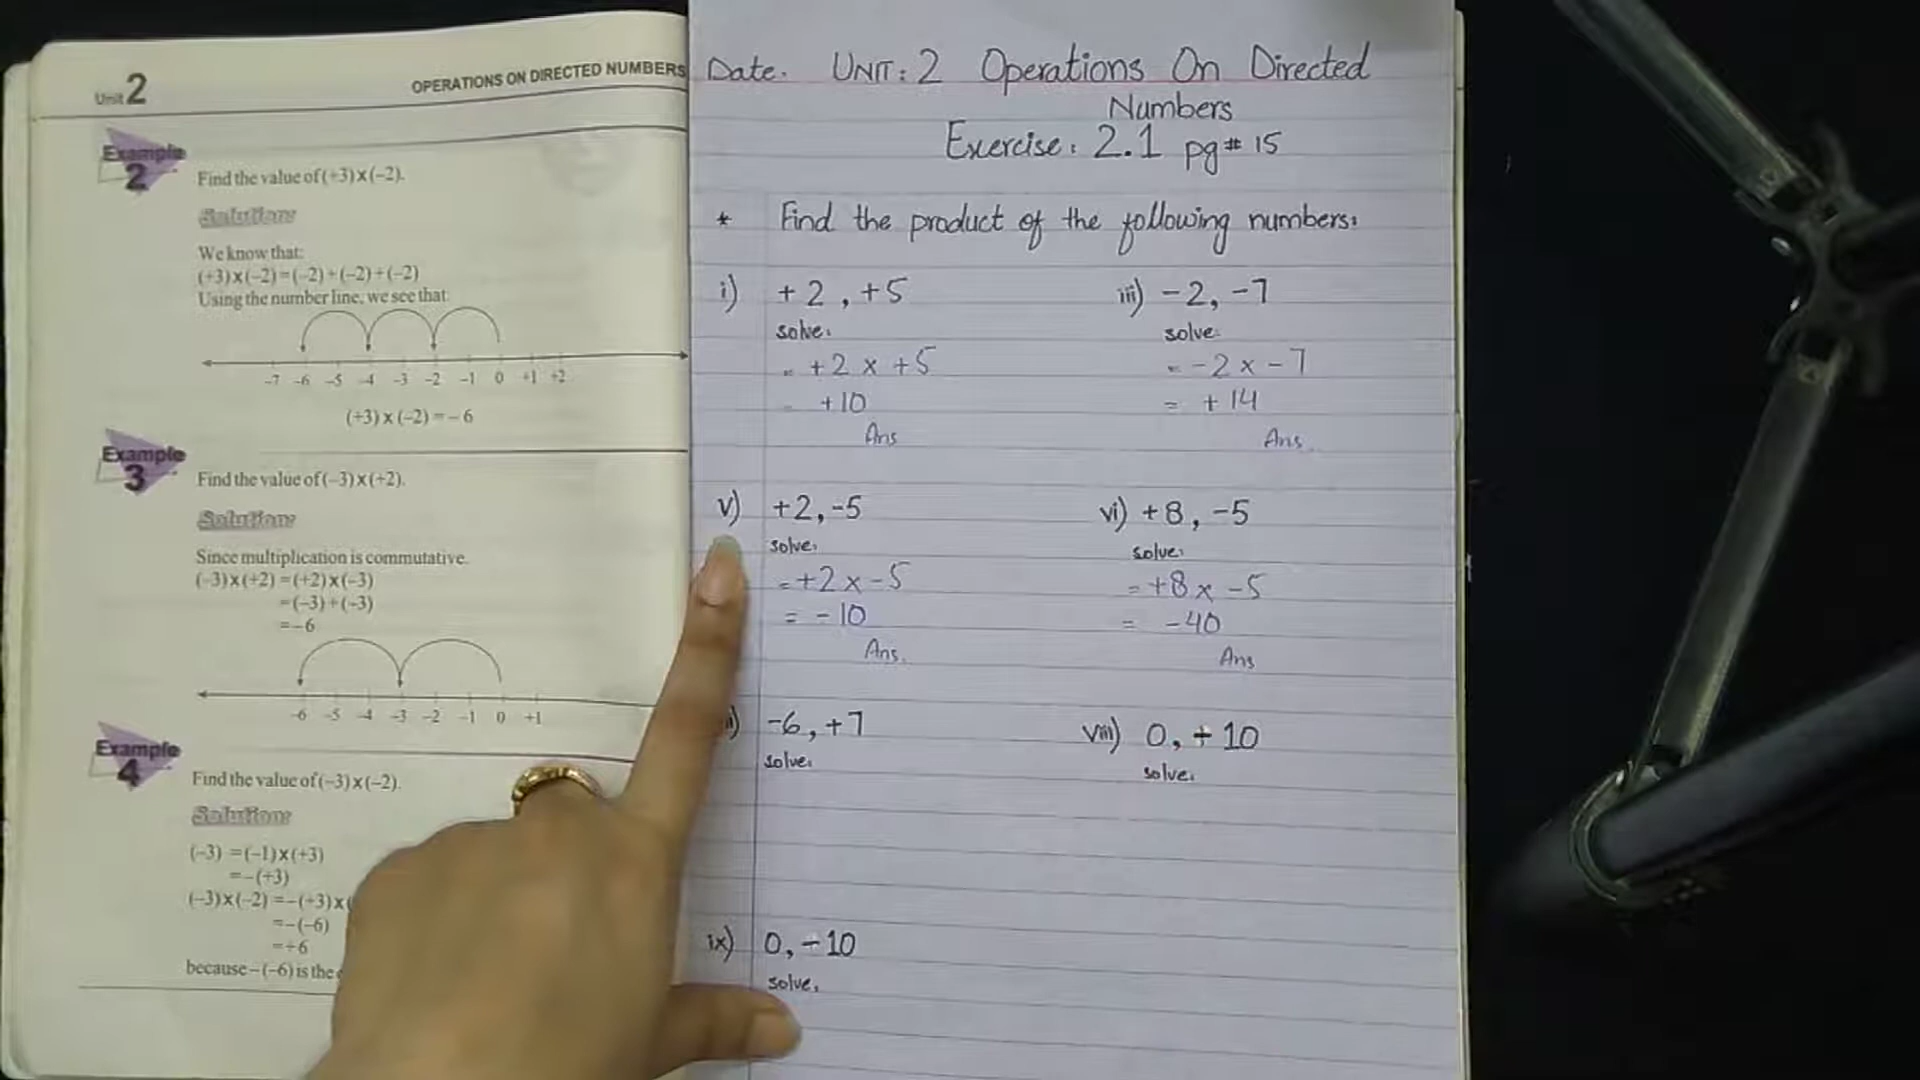 Unit 2
OPERATIONS ON DIRECTED NUMBERS
Example 2
Find the value of (+3)x(−2).
Solution:
We know that:
(+3)x(−2)=(−2)+(−2)+(−2)
Using the number line, we see that:
−7 −6 −5 −4 −3 −2 −1 0 +1 +2
(+3)x(−2)=−6
Example 3
Find the value of (−3)x(+2).
Solution:
Since multiplication is commutative.
(−3)x(+2)=(+2)x(−3)
=(−3)+(−3)
=−6
−6 −5 −4 −3 −2 −1 0 +1
Example 4
Find the value of (−3)x(−2).
Solution:
(−3) =(−1)x(+3)
=−(+3)
(−3)x(−2) =−(+3)x(
=−(−6)
=+6
because −(−6) is the
Date. UNIT: 2 Operations On Directed
Numbers
Exercise: 2.1 pg# 15
* Find the product of the following numbers:
i) +2, +5
solve.
= +2 x +5
= +10
Ans
iii) -2, -7
solve.
= -2 x -7
= +14
Ans.
v) +2, -5
solve.
= +2 x -5
= -10
Ans.
vi) +8, -5
solve.
= +8 x -5
= -40
Ans
) -6, +7
solve.
viii) 0, +10
solve.
ix) 0, -10
solve.